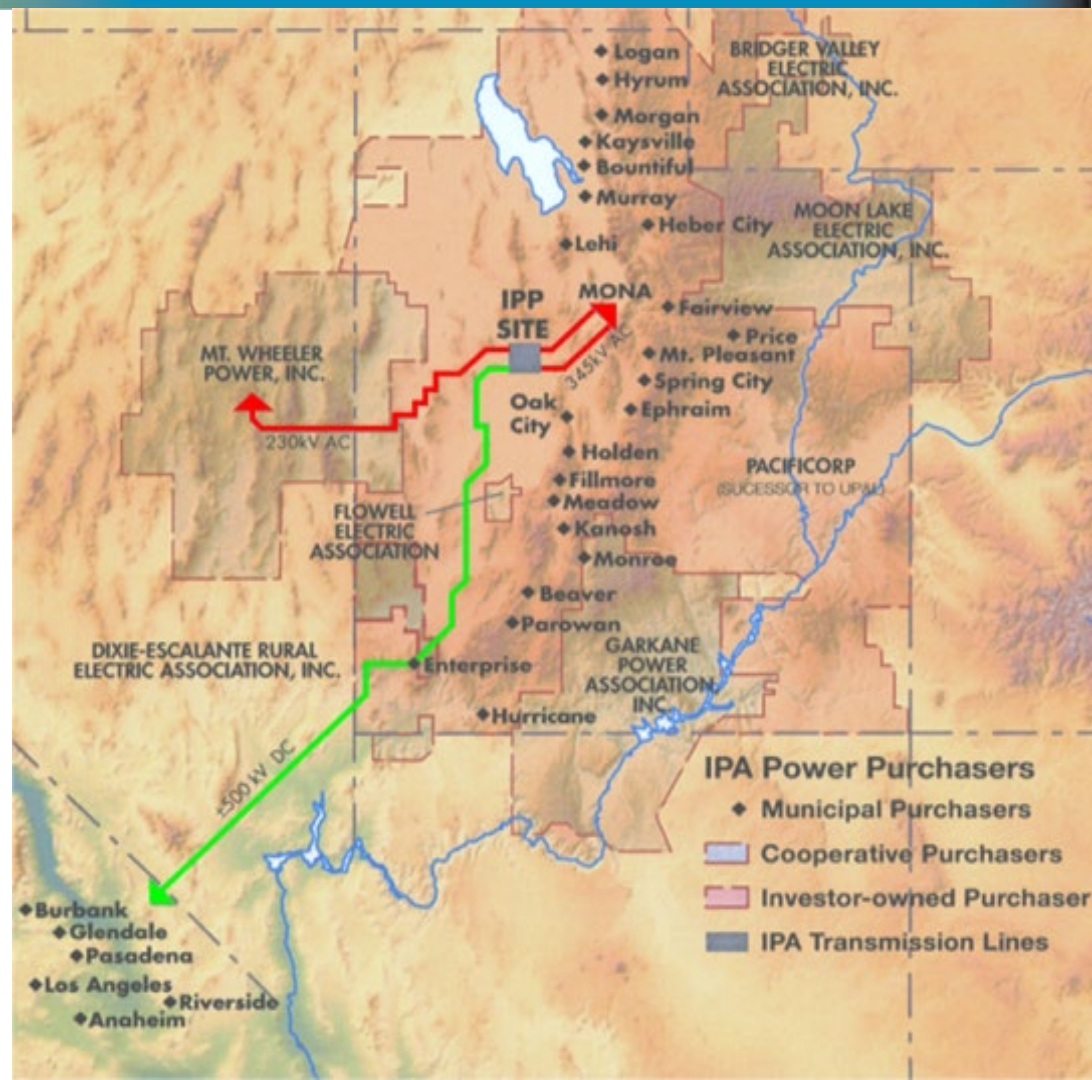 Logan
BRIDGER VALLEY
ELECTRIC
ASSOCIATION, INC.
Hyrum
Morgan
Kaysville
Bountiful
Murray
MOON LAKE
ELECTRIC
ASSOCIATION, INC.
Heber City
Lehi
MONA
IPP
SITE
Fairview
Price
345kV AC
MT. WHEELER
POWER, INC.
Mt. Pleasant
Spring City
Oak
City
Ephraim
230kV AC
Holden
PACIFICORP
(SUCESSOR TO UP&L)
Fillmore
Meadow
FLOWELL
ELECTRIC
ASSOCIATION
Kanosh
Monroe
Beaver
Parowan
DIXIE-ESCALANTE RURAL
ELECTRIC ASSOCIATION, INC.
GARKANE
POWER
ASSOCIATION,
INC.
Enterprise
Hurricane
±500 kV DC
IPA Power Purchasers
Municipal Purchasers
Cooperative Purchasers
Investor-owned Purchaser
IPA Transmission Lines
Burbank
Glendale
Pasadena
Los Angeles
Riverside
Anaheim